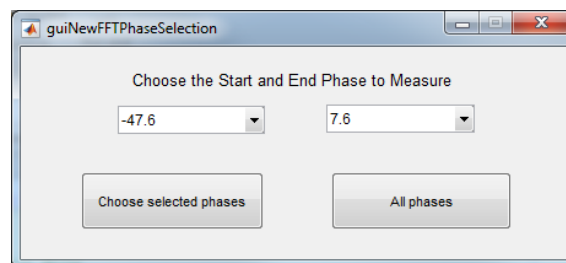 guiNewFFTPhaseSelection
Choose the Start and End Phase to Measure
-47.6 7.6
Choose selected phases All phases